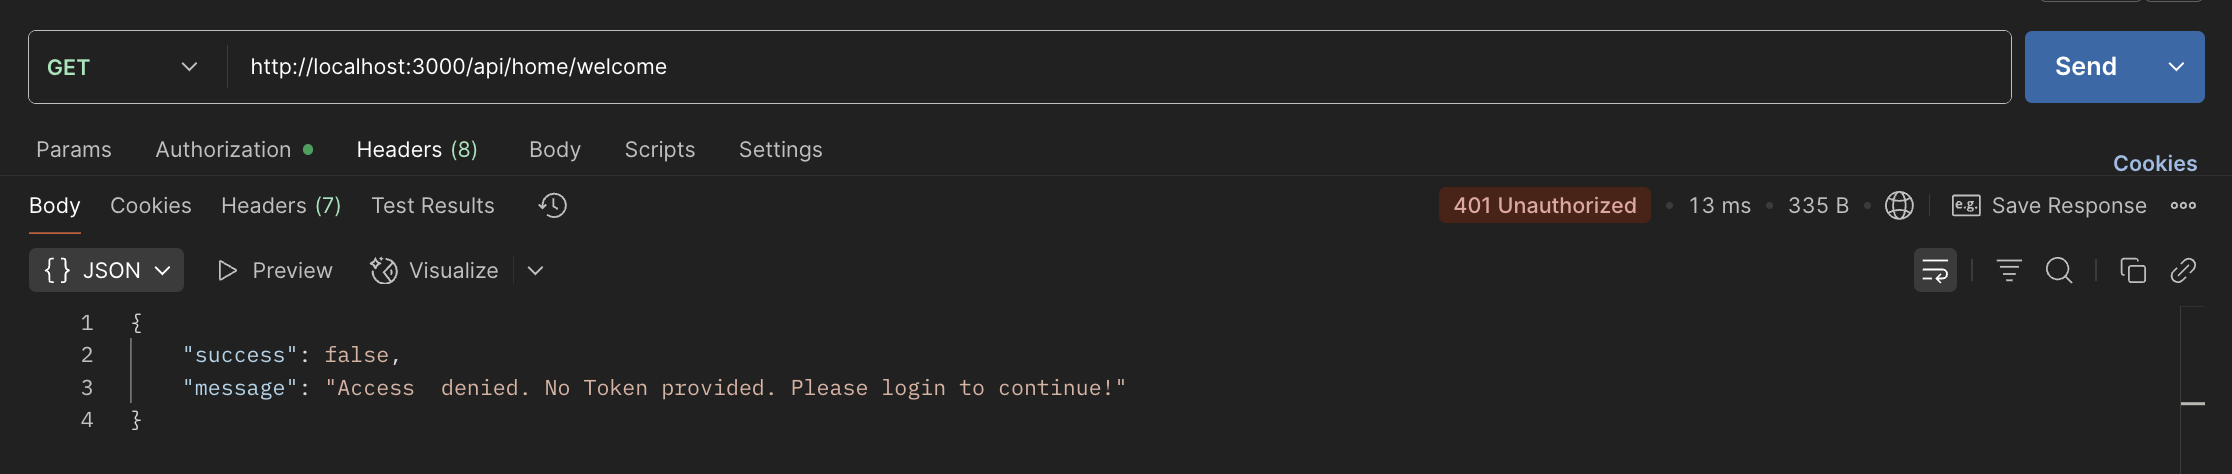 GET http://localhost:3000/api/home/welcome Send
Params Authorization Headers (8) Body Scripts Settings Cookies
Body Cookies Headers (7) Test Results 401 Unauthorized • 13 ms • 335 B • e.g. Save Response
{} JSON Preview Visualize
1 {
2 "success": false,
3 "message": "Access  denied. No Token provided. Please login to continue!"
4 }